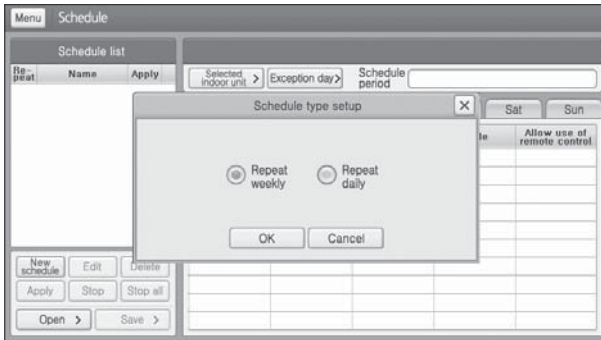 Menu Schedule
Schedule list
Re-
peat Name Apply
Selected
indoor unit > Exception day> Schedule
period
Schedule type setup X
Sat Sun
le Allow use of
remote control
Repeat
weekly
Repeat
daily
OK Cancel
New
schedule Edit Delete
Apply Stop Stop all
Open > Save >